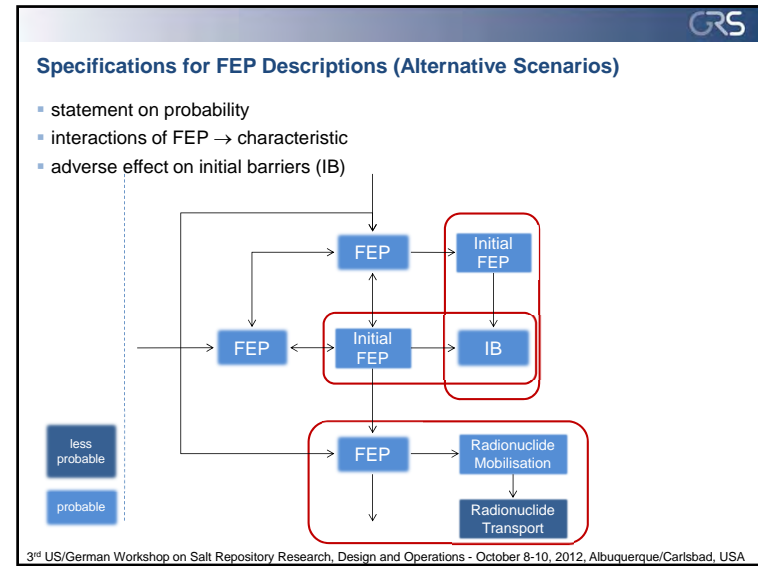 GRS
Specifications for FEP Descriptions (Alternative Scenarios)
▪ statement on probability
▪ interactions of FEP → characteristic
▪ adverse effect on initial barriers (IB)
FEP
Initial
FEP
FEP
Initial
FEP
IB
less
probable
FEP
Radionuclide
Mobilisation
probable
Radionuclide
Transport
3rd US/German Workshop on Salt Repository Research, Design and Operations - October 8-10, 2012, Albuquerque/Carlsbad, USA